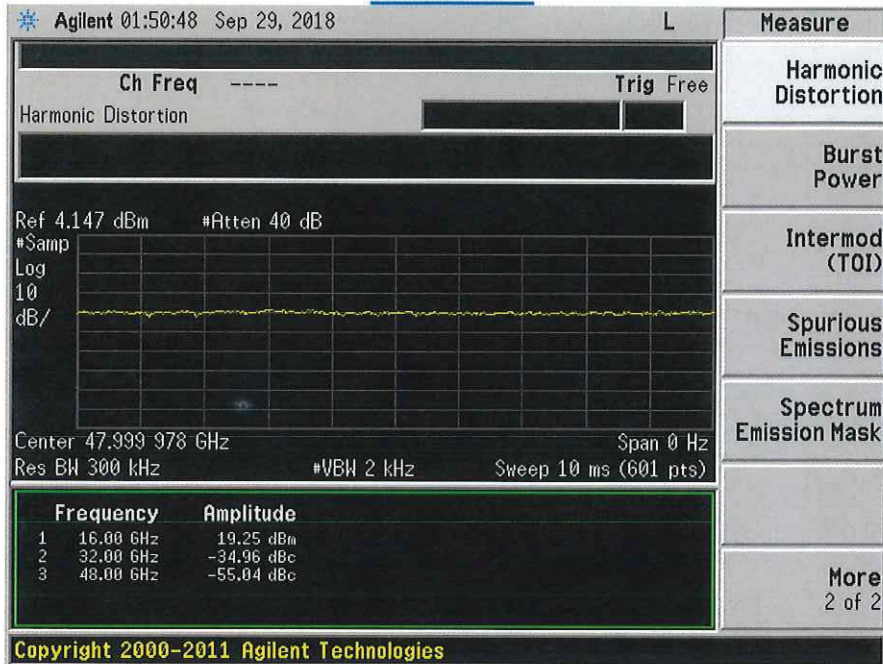 Agilent 01:50:48 Sep 29, 2018 L
Measure
Ch Freq ---- Trig Free
Harmonic Distortion
Ref 4.147 dBm #Atten 40 dB
#Samp
Log
10
dB/
Center 47.999 978 GHz Span 0 Hz
Res BW 300 kHz #VBW 2 kHz Sweep 10 ms (601 pts)
Frequency Amplitude
1 16.00 GHz 19.25 dBm
2 32.00 GHz -34.96 dBc
3 48.00 GHz -55.04 dBc
Copyright 2000-2011 Agilent Technologies
Harmonic
Distortion
Burst
Power
Intermod
(TOI)
Spurious
Emissions
Spectrum
Emission Mask
More
2 of 2